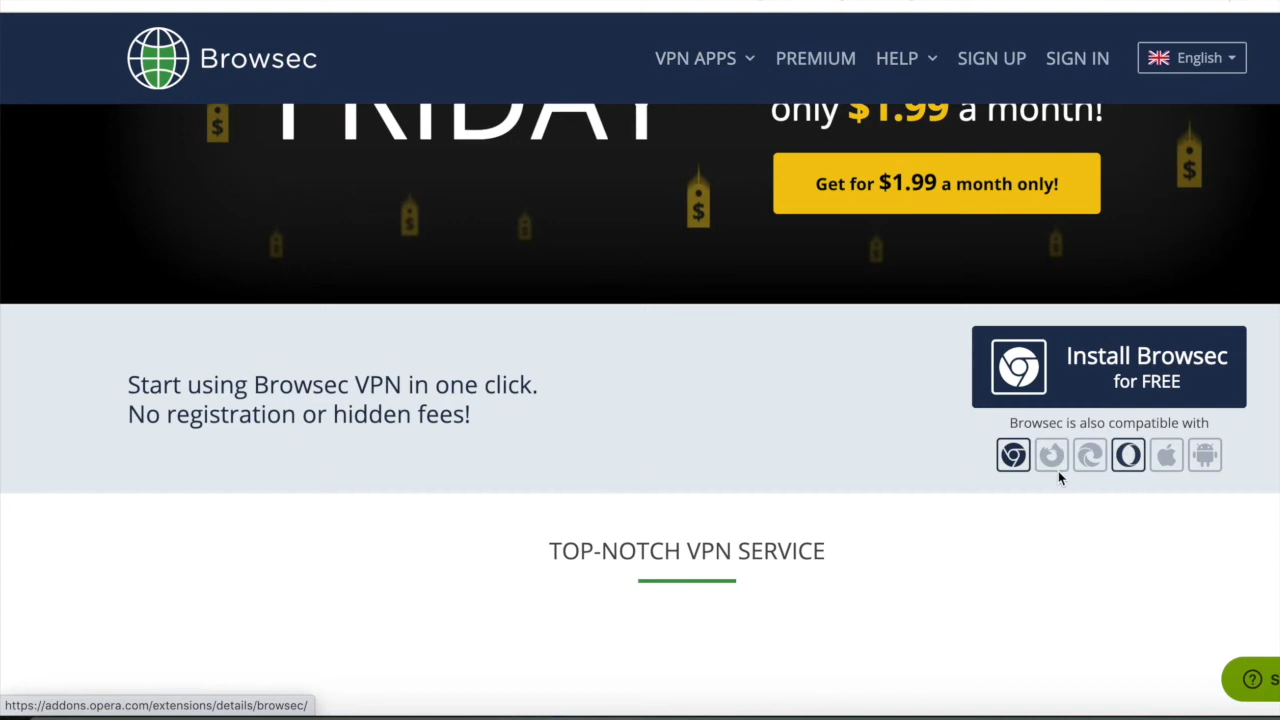 Browsec
VPN APPS
PREMIUM
HELP
SIGN UP
SIGN IN
English
FRIDAY
only $1.99 a month!
Get for $1.99 a month only!
$
$
$
$
Start using Browsec VPN in one click.
No registration or hidden fees!
Install Browsec
for FREE
Browsec is also compatible with
TOP-NOTCH VPN SERVICE
? S
https://addons.opera.com/extensions/details/browsec/